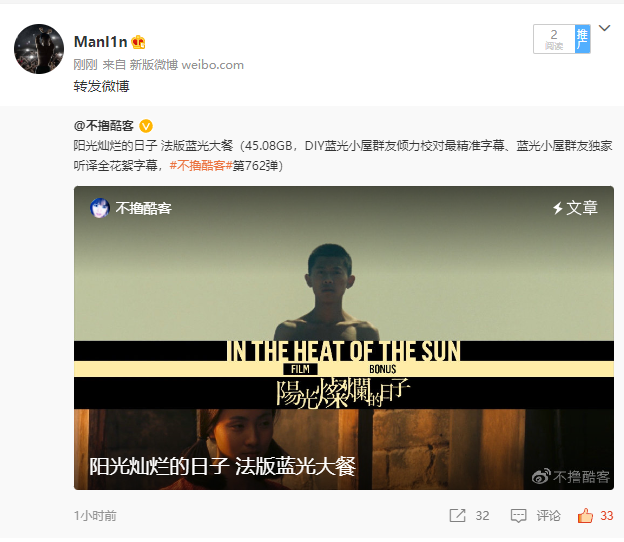 ManI1n
2
阅读
推广
刚刚 来自 新版微博 weibo.com
转发微博
@不撸酷客
阳光灿烂的日子 法版蓝光大餐（45.08GB，DIY蓝光小屋群友倾力校对最精准字幕、蓝光小屋群友独家
听译全花絮字幕，#不撸酷客#第762弹）
不撸酷客
文章
IN THE HEAT OF THE SUN
FILM
BONUS
陽光燦爛的日子
阳光灿烂的日子 法版蓝光大餐
不撸酷客
1小时前
32
评论
33